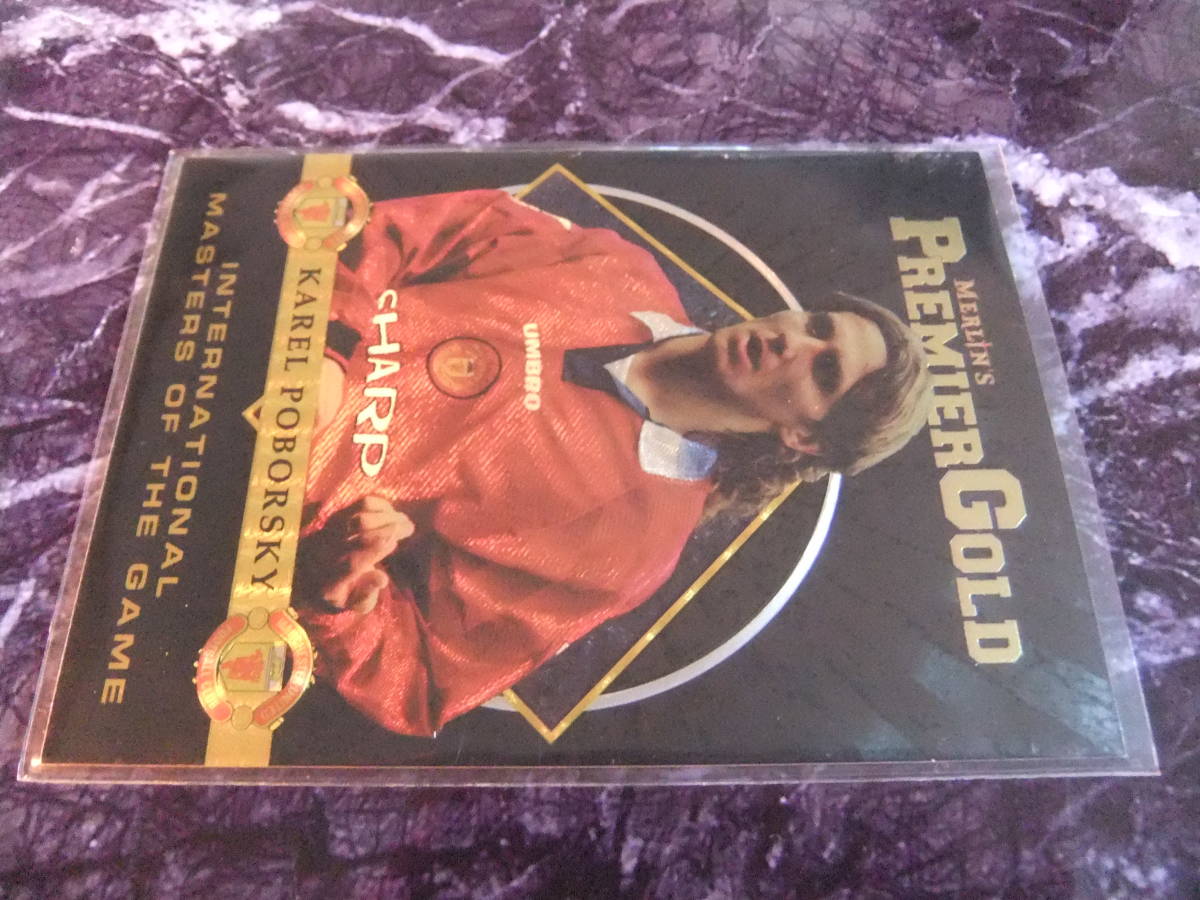 MERLIN'S
PREMIER GOLD
UMBRO
SHARP
KAREL POBORSKY
INTERNATIONAL
MASTERS OF THE GAME